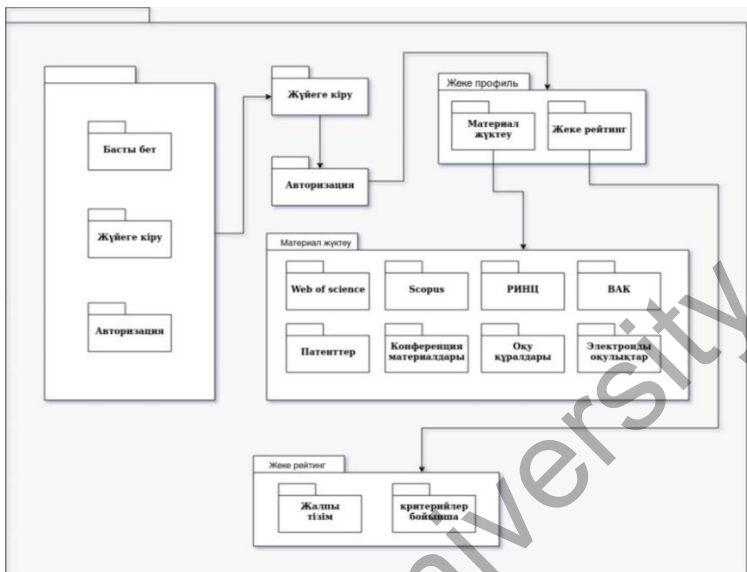 Басты бет
Жүйеге кіру
Авторизация
Жүйеге кіру
Авторизация
Жеке профиль
Материал
жүктеу
Жеке рейтинг
Материал жүктеу
Web of science
Scopus
РИНЦ
ВАК
Патенттер
Конференция
материалдары
Оқу
құралдары
Электронды
оқулықтар
Жеке рейтинг
Жалпы
тізім
критерийлер
бойынша
University